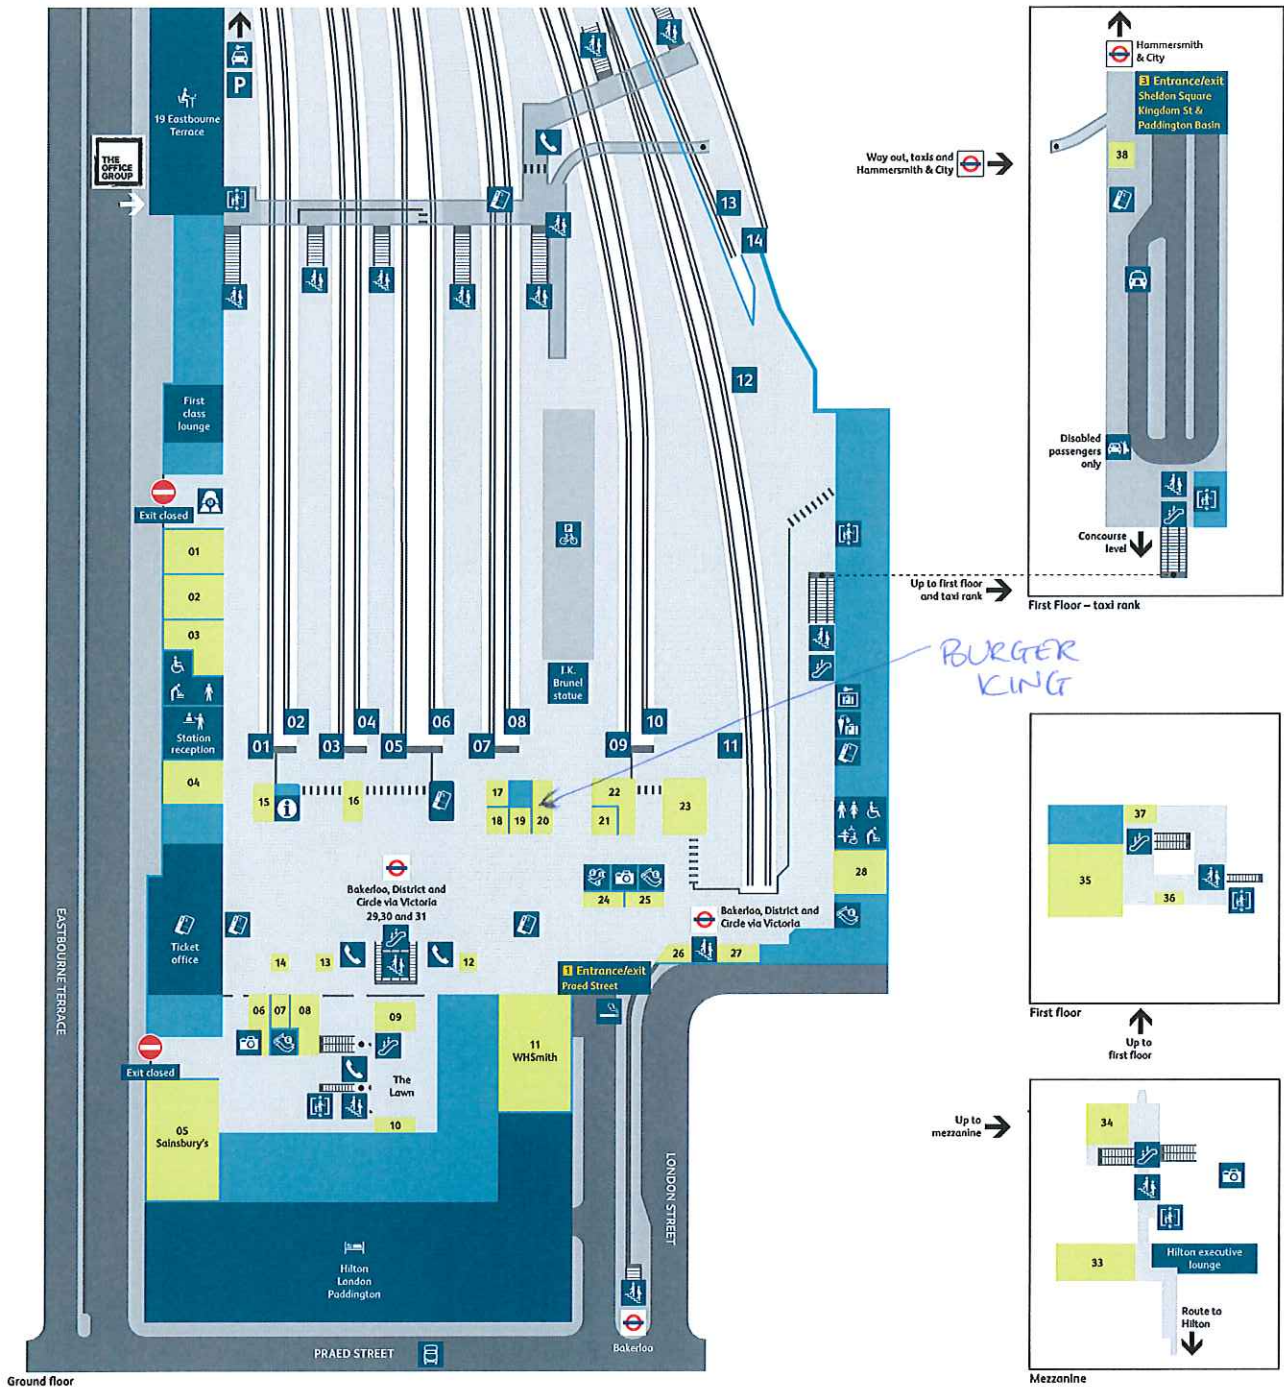 19 Eastbourne
Terrace
THE
OFFICE
GROUP
P
13
14
12
First
class
lounge
Exit closed
01
02
03
Station
reception
04
I.K.
Brunel
statue
01
02
03
04
05
06
07
08
09
10
11
15
i
16
17
18
19
20
22
21
23
BURGER
KING
Bakerloo, District and
Circle via Victoria
29,30 and 31
24
25
28
Bakerloo, District and
Circle via Victoria
26
27
Ticket
office
14
13
12
1 Entrance/exit
Praed Street
06
07
08
09
11
WHSmith
Exit closed
The
Lawn
10
05
Sainsbury's
Hilton
London
Paddington
EASTBOURNE TERRACE
LONDON STREET
PRAED STREET
Bakerloo
Ground floor
Way out, taxis and
Hammersmith & City
Hammersmith
& City
3 Entrance/exit
Sheldon Square
Kingdom St &
Paddington Basin
38
Disabled
passengers
only
Concourse
level
Up to first floor
and taxi rank
First Floor – taxi rank
37
35
36
First floor
Up to
first floor
Up to
mezzanine
34
33
Hilton executive
lounge
Route to
Hilton
Mezzanine